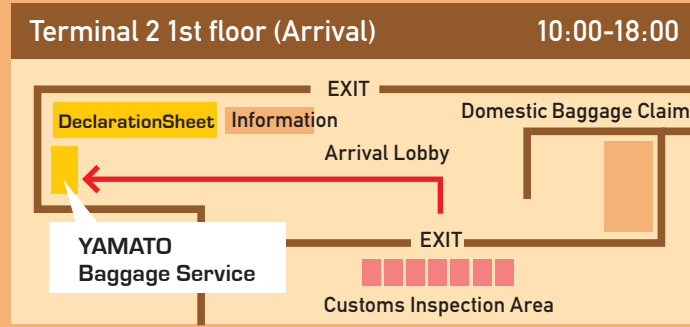 Terminal 2 1st floor (Arrival) 10:00-18:00
EXIT
DeclarationSheet Information Domestic Baggage Claim
Arrival Lobby
YAMATO
Baggage Service
EXIT
Customs Inspection Area